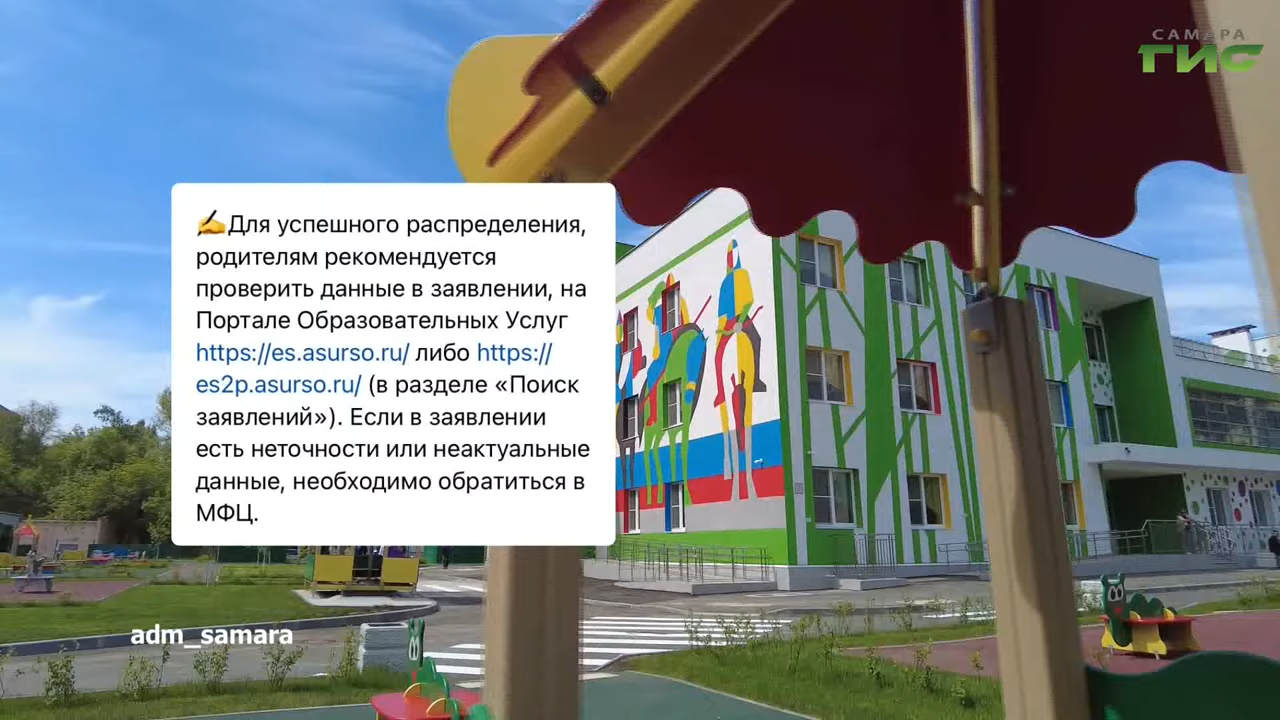 САМАРА
ГИС
✍️Для успешного распределения,
родителям рекомендуется
проверить данные в заявлении, на
Портале Образовательных Услуг
https://es.asurso.ru/ либо https://
es2p.asurso.ru/ (в разделе «Поиск
заявлений»). Если в заявлении
есть неточности или неактуальные
данные, необходимо обратиться в
МФЦ.
adm_samara